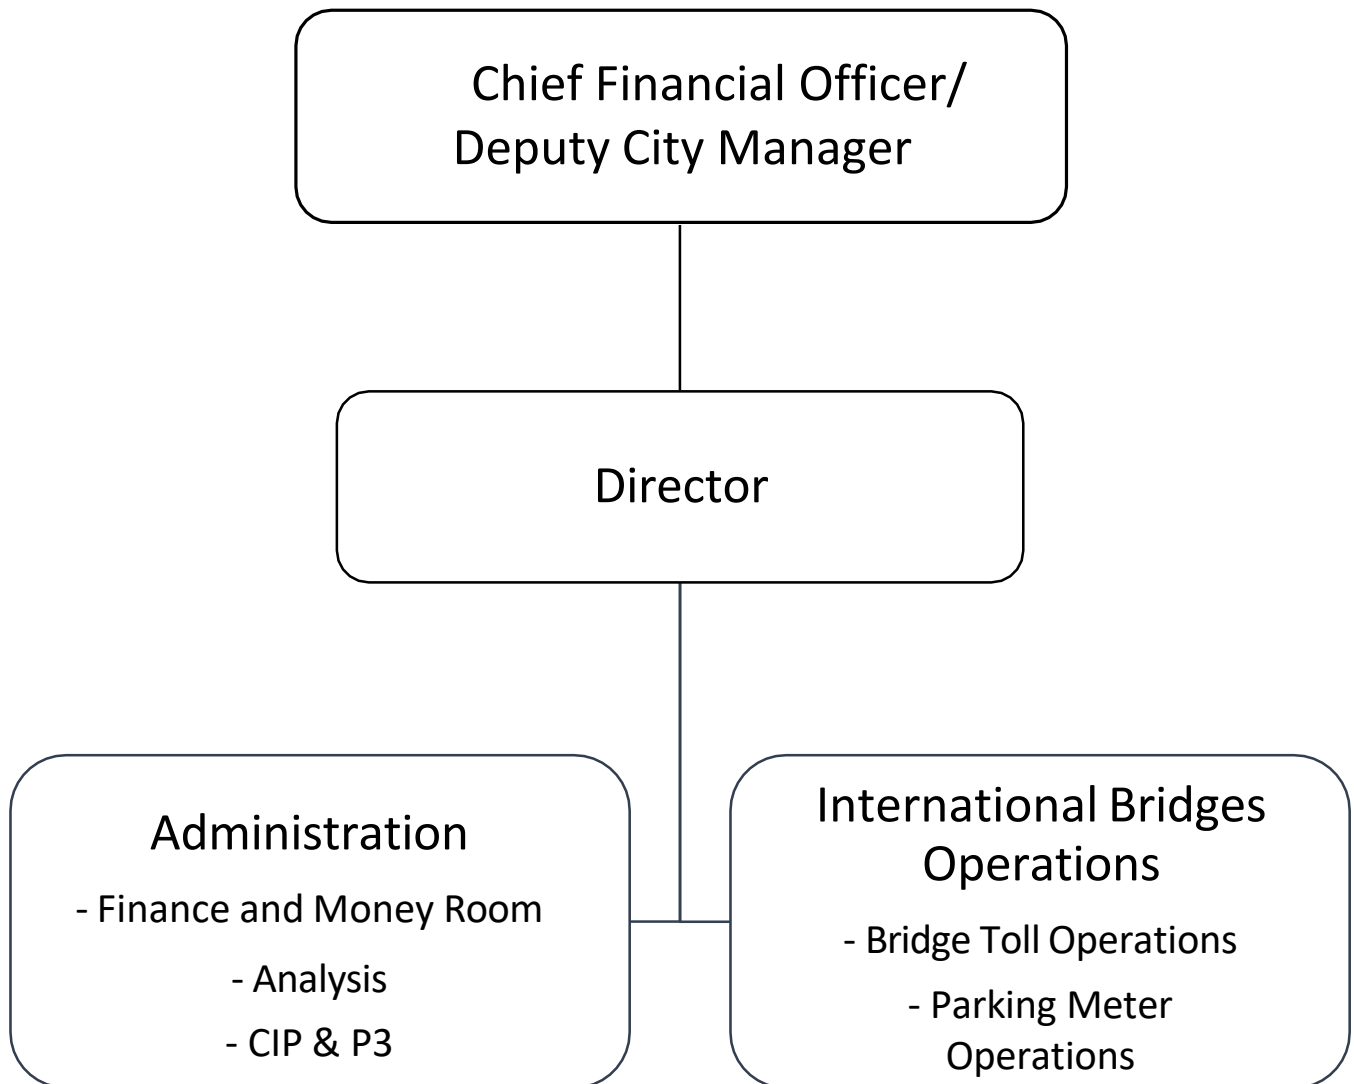 Chief Financial Officer/
Deputy City Manager
Director
Administration
- Finance and Money Room
- Analysis
- CIP & P3
International Bridges
Operations
- Bridge Toll Operations
- Parking Meter
Operations